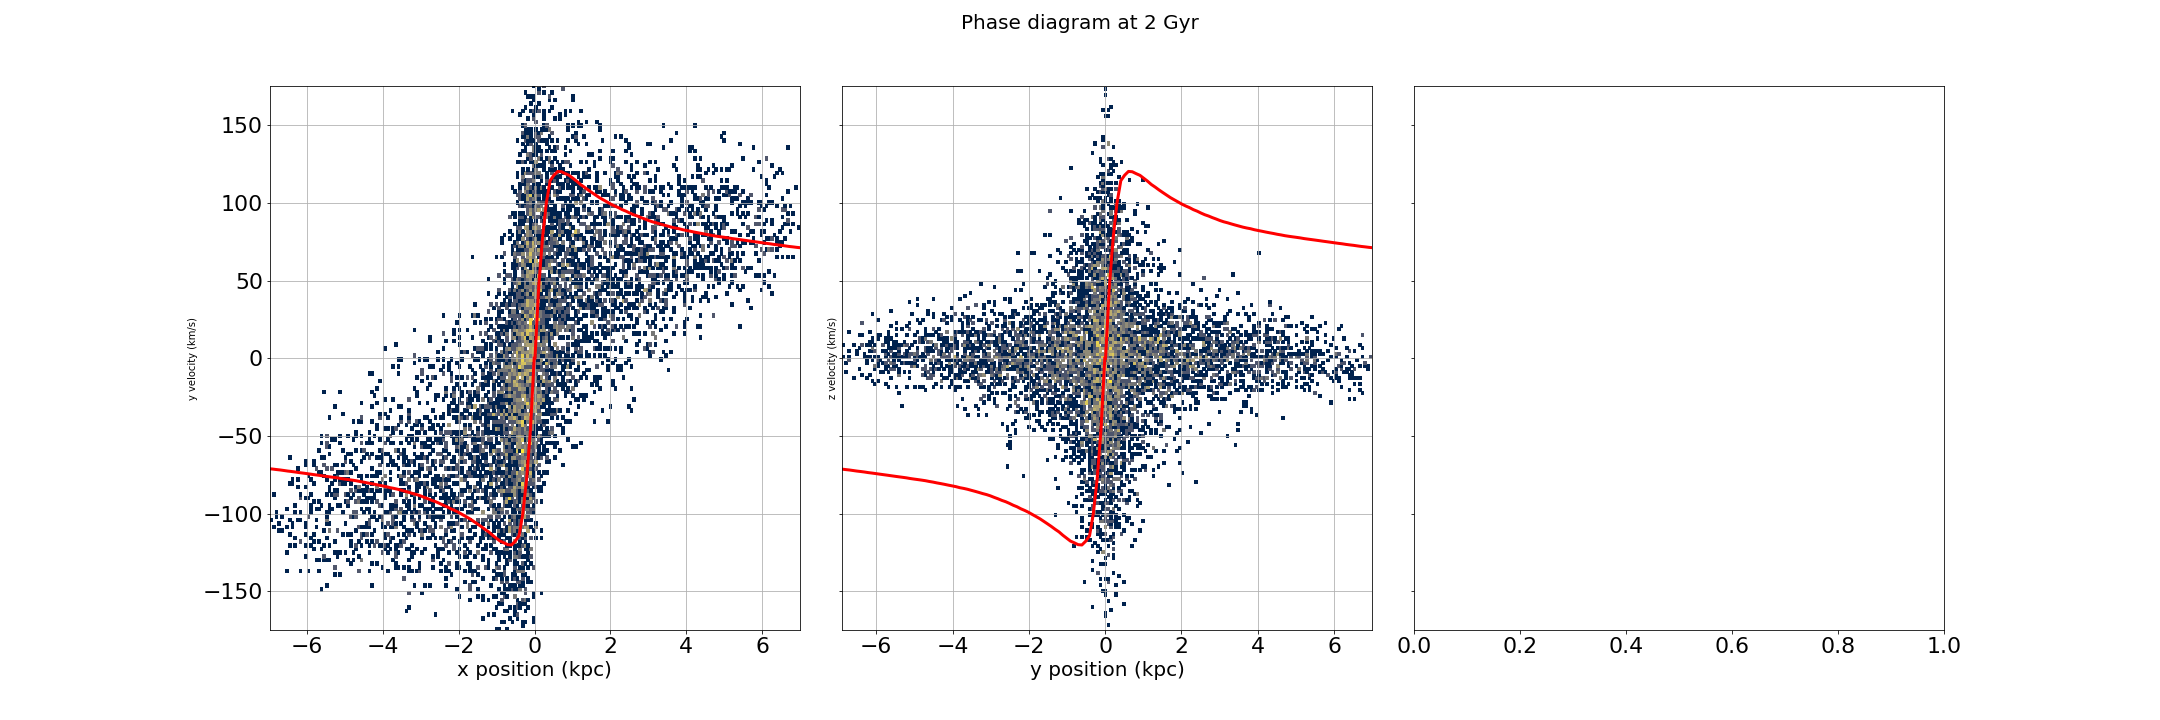 Phase diagram at 2 Gyr
150
100
50
0
−50
−100
−150
y velocity (km/s)
−6 −4 −2 0 2 4 6
x position (kpc)
z velocity (km/s)
−6 −4 −2 0 2 4 6
y position (kpc)
0.0 0.2 0.4 0.6 0.8 1.0